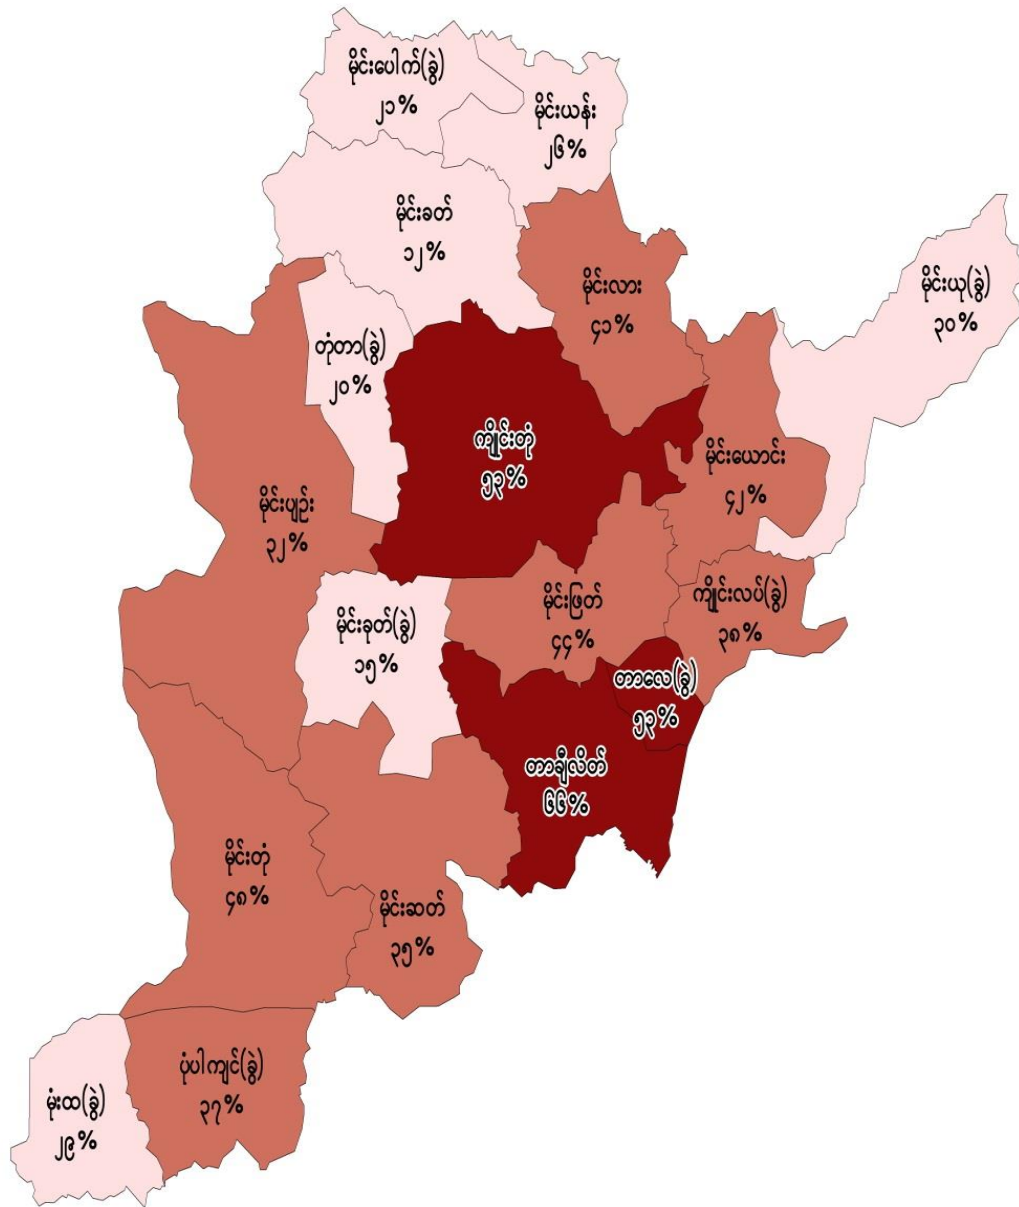 မိုင်းပေါက်(ခွဲ)
၂၁%
မိုင်းယန်း
၂၆%
မိုင်းခတ်
၁၂%
မိုင်းလား
၄၁%
မိုင်းယု(ခွဲ)
၃၀%
တုံတာ(ခွဲ)
၂၀%
ကျိုင်းတုံ
၅၃%
မိုင်းယောင်း
၄၂%
မိုင်းပျဉ်း
၃၂%
မိုင်းဖြတ်
၄၄%
ကျိုင်းလပ်(ခွဲ)
၃၈%
မိုင်းခုတ်(ခွဲ)
၁၅%
တာလေ(ခွဲ)
၅၃%
တာချီလိတ်
၆၆%
မိုင်းတုံ
၄၈%
မိုင်းဆတ်
၃၅%
ပုံပါကျင်(ခွဲ)
၃၇%
မုံးထ(ခွဲ)
၂၉%